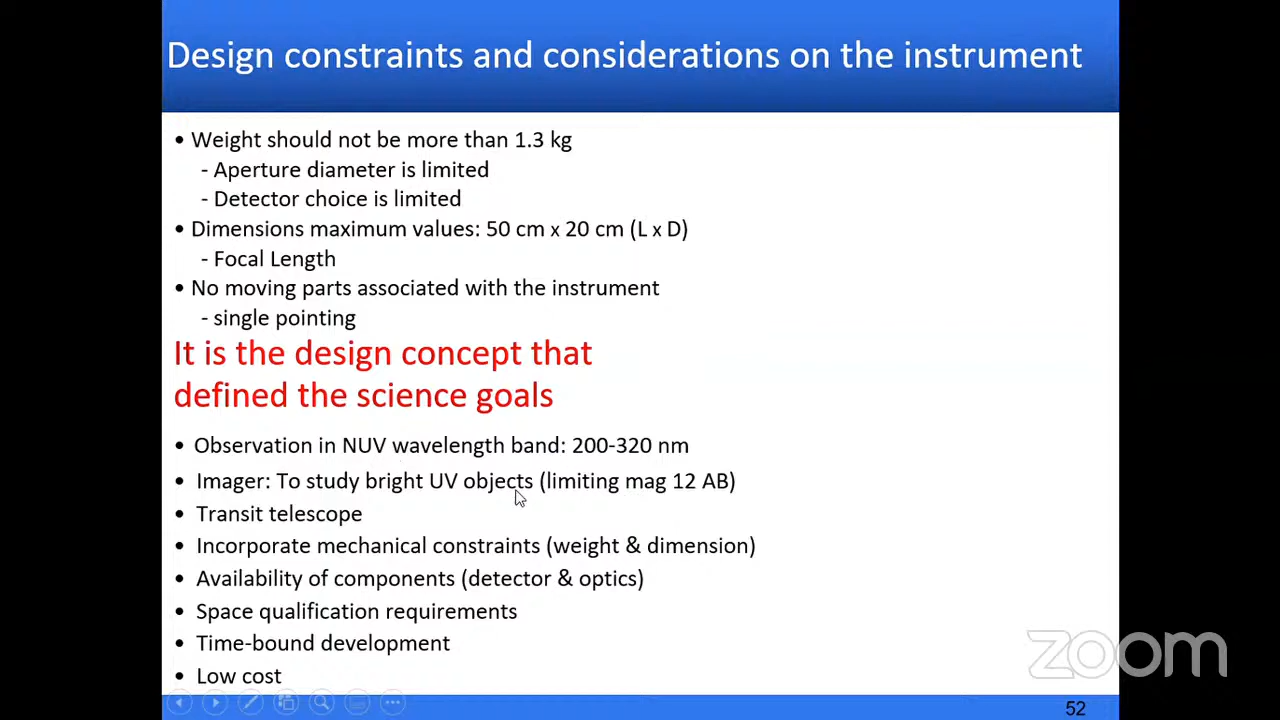 Design constraints and considerations on the instrument
• Weight should not be more than 1.3 kg
- Aperture diameter is limited
- Detector choice is limited
• Dimensions maximum values: 50 cm x 20 cm (L x D)
- Focal Length
• No moving parts associated with the instrument
- single pointing
It is the design concept that
defined the science goals
• Observation in NUV wavelength band: 200-320 nm
• Imager: To study bright UV objects (limiting mag 12 AB)
• Transit telescope
• Incorporate mechanical constraints (weight & dimension)
• Availability of components (detector & optics)
• Space qualification requirements
• Time-bound development
• Low cost
zoom
52